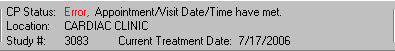 CP Status: Error, Appointment/Visit Date/Time have met.
Location: CARDIAC CLINIC
Study #: 3083 Current Treatment Date: 7/17/2006